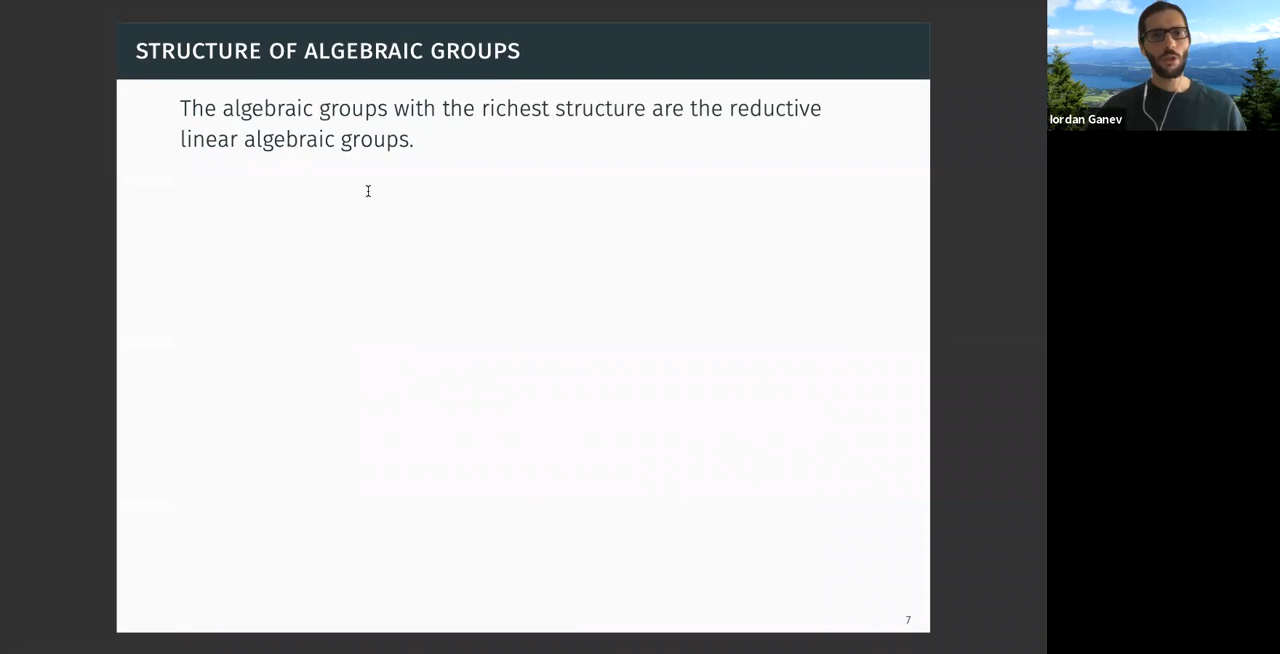 STRUCTURE OF ALGEBRAIC GROUPS
The algebraic groups with the richest structure are the reductive
linear algebraic groups.
7
Iordan Ganev